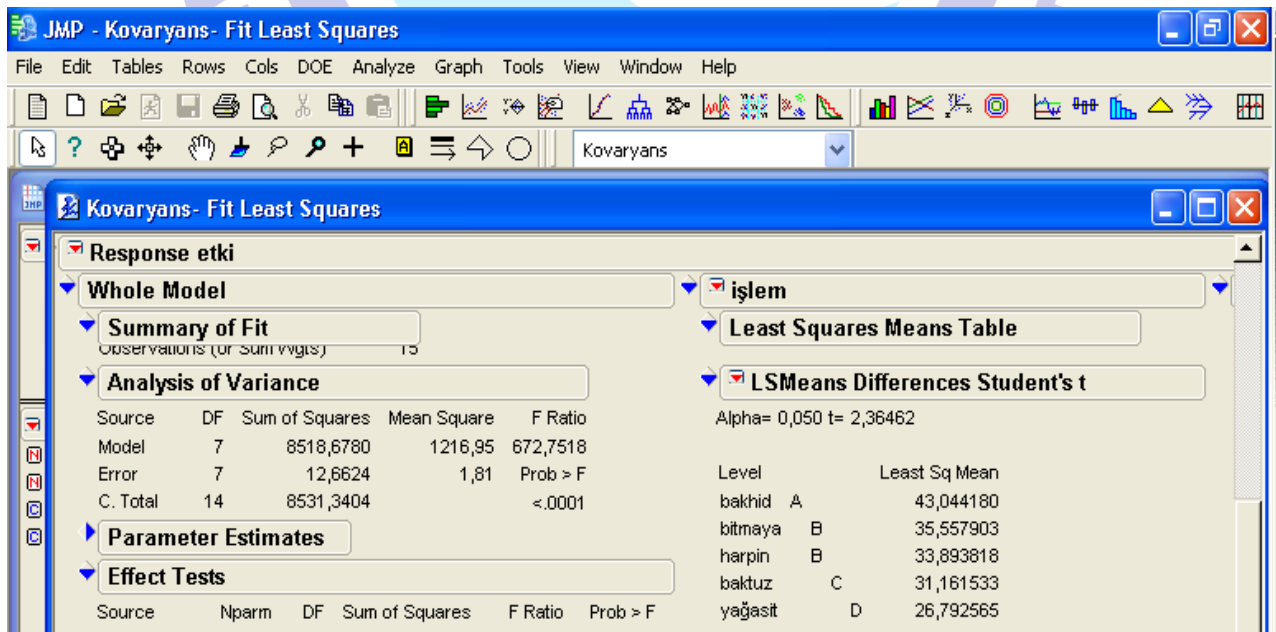 JMP - Kovaryans- Fit Least Squares
File Edit Tables Rows Cols DOE Analyze Graph Tools View Window Help
Kovaryans
Kovaryans- Fit Least Squares
Response etki
Whole Model
Summary of Fit
Observations (or Sum Wgts) 15
Analysis of Variance
Source DF Sum of Squares Mean Square F Ratio
Model 7 8518,6780 1216,95 672,7518
Error 7 12,6624 1,81 Prob > F
C. Total 14 8531,3404 <.0001
Parameter Estimates
Effect Tests
Source Nparm DF Sum of Squares F Ratio Prob > F
işlem
Least Squares Means Table
LSMeans Differences Student's t
Alpha= 0,050 t= 2,36462
Level Least Sq Mean
bakhid A 43,044180
bitmaya B 35,557903
harpin B 33,893818
baktuz C 31,161533
yağasit D 26,792565